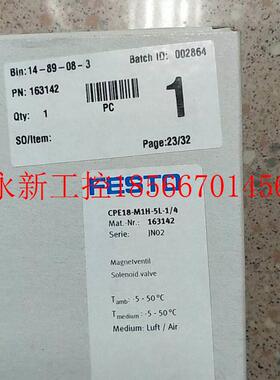 Bin: 14-89-08-3
Batch ID: 002864
PN: 163142
PC
1
Qty: 1
SO/Item:
Page:23/32
永新工控18566701456
FESTO
CPE18-M1H-5L-1/4
Mat.-Nr.: 163142
Serie: JN02
Magnetventil
Solenoid valve
Tamb: -5 - 50°C
Tmedium: -5 - 50°C
Medium: Luft / Air